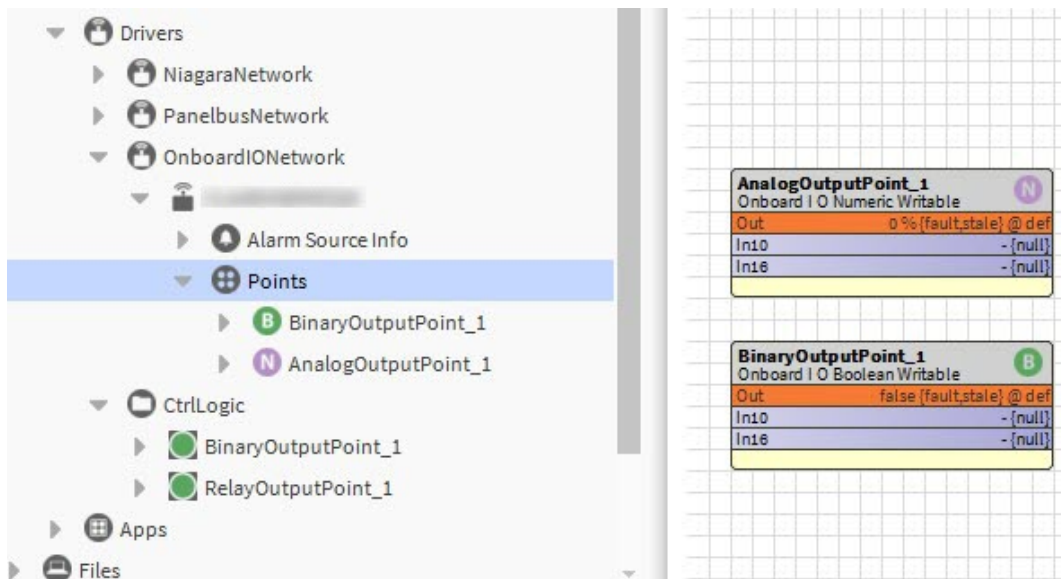 Drivers
NiagaraNetwork
PanelbusNetwork
OnboardIONetwork
Alarm Source Info
Points
B BinaryOutputPoint_1
N AnalogOutputPoint_1
CtrlLogic
BinaryOutputPoint_1
RelayOutputPoint_1
Apps
Files
AnalogOutputPoint_1
Onboard I O Numeric Writable
N
Out 0 % {fault,stale} @ def
In10 - {null}
In16 - {null}
BinaryOutputPoint_1
Onboard I O Boolean Writable
B
Out false {fault,stale} @ def
In10 - {null}
In16 - {null}